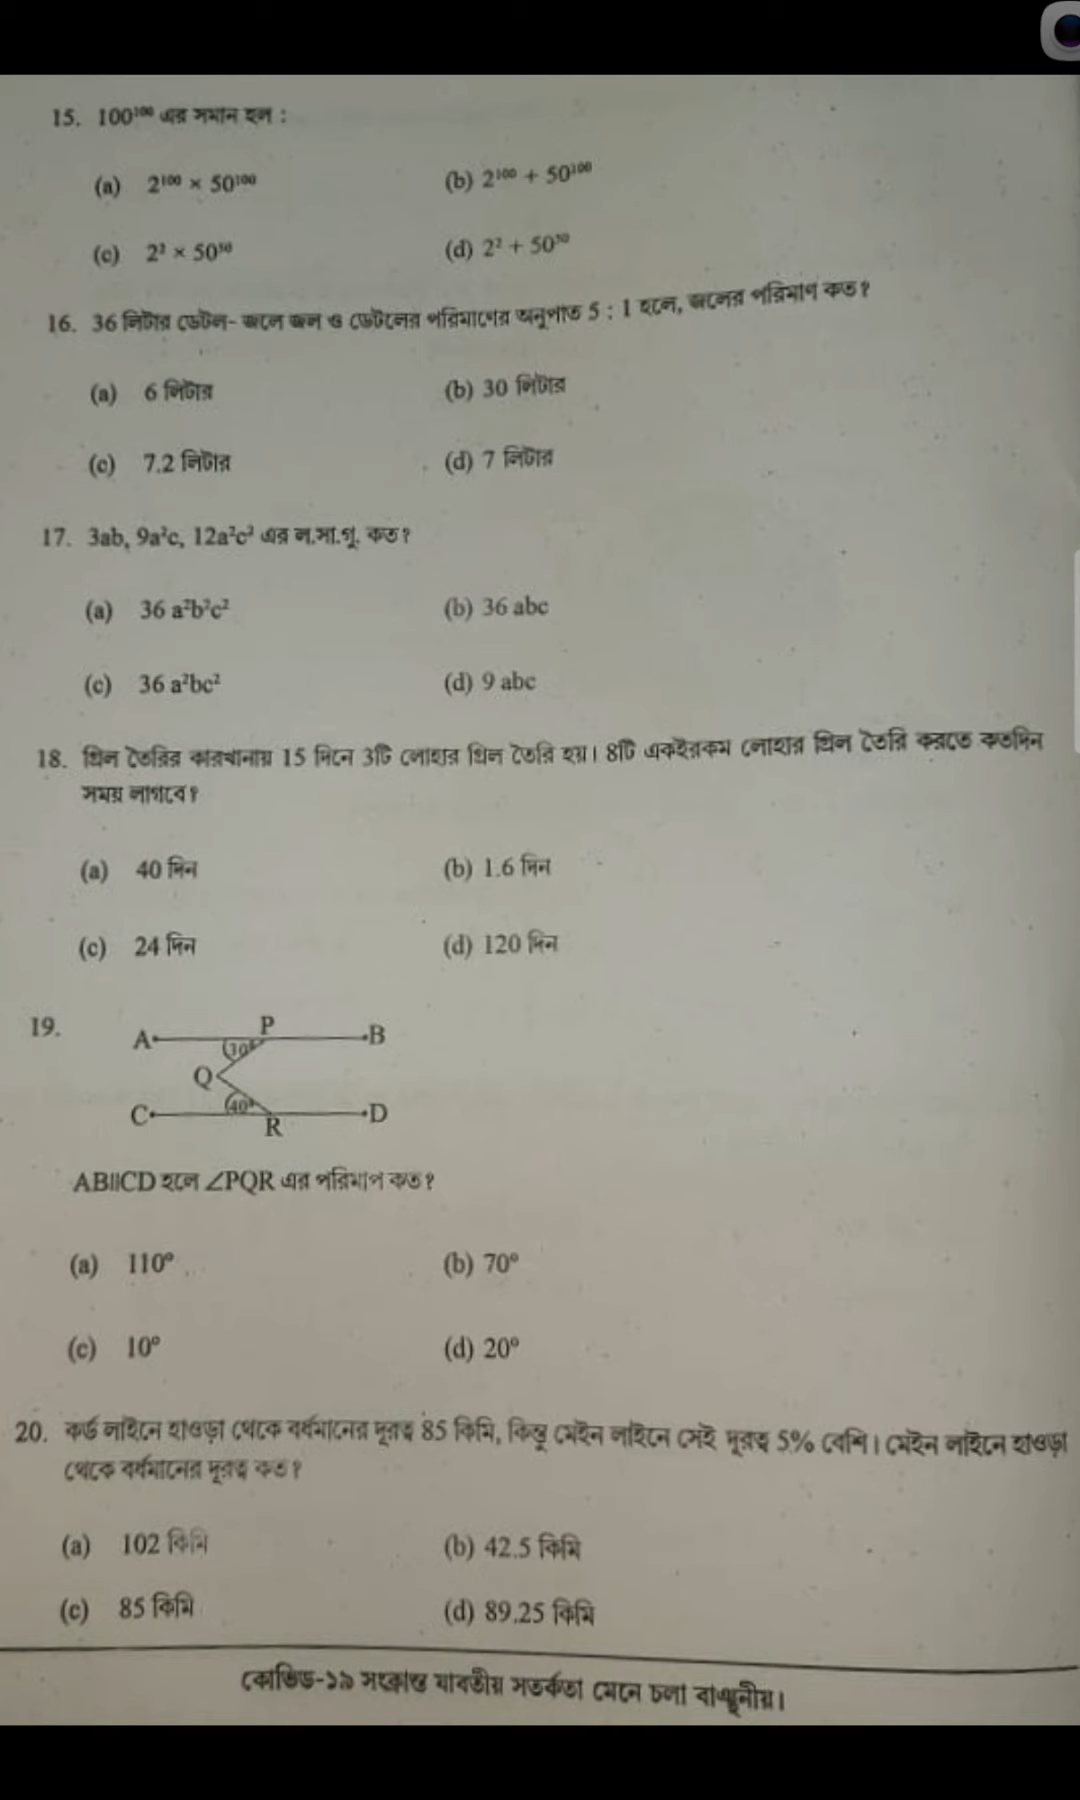 15. 100¹⁰⁰ এর সমান হল :
(a) 2¹⁰⁰ × 50¹⁰⁰ (b) 2¹⁰⁰ + 50¹⁰⁰
(c) 2² × 50⁵⁰ (d) 2² + 50⁵⁰
16. 36 লিটার ডেটল- জলে জল ও ডেটলের পরিমাণের অনুপাত 5 : 1 হলে, জলের পরিমাণ কত?
(a) 6 লিটার (b) 30 লিটার
(c) 7.2 লিটার (d) 7 লিটার
17. 3ab, 9a²c, 12a²c² এর ল.সা.গু. কত?
(a) 36 a²b²c² (b) 36 abc
(c) 36 a²bc² (d) 9 abc
18. গ্রিল তৈরির কারখানায় 15 দিনে 3টি লোহার গ্রিল তৈরি হয়। 8টি একইরকম লোহার গ্রিল তৈরি করতে কতদিন
সময় লাগবে?
(a) 40 দিন (b) 1.6 দিন
(c) 24 দিন (d) 120 দিন
19.
A P B
30°
Q
40°
C R D
AB||CD হলে ∠PQR এর পরিমাপ কত?
(a) 110° (b) 70°
(c) 10° (d) 20°
20. কর্ড লাইনে হাওড়া থেকে বর্ধমানের দূরত্ব 85 কিমি, কিন্তু মেইন লাইনে সেই দূরত্ব 5% বেশি। মেইন লাইনে হাওড়া
থেকে বর্ধমানের দূরত্ব কত?
(a) 102 কিমি (b) 42.5 কিমি
(c) 85 কিমি (d) 89.25 কিমি
কোভিড-১৯ সংক্রান্ত যাবতীয় সতর্কতা মেনে চলা বাঞ্ছনীয়।